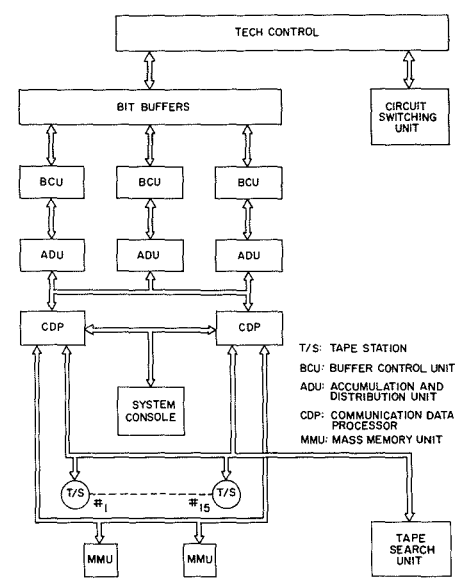 TECH CONTROL
BIT BUFFERS
CIRCUIT
SWITCHING
UNIT
BCU
BCU
BCU
ADU
ADU
ADU
CDP
CDP
SYSTEM
CONSOLE
T/S: TAPE STATION
BCU: BUFFER CONTROL UNIT
ADU: ACCUMULATION AND
DISTRIBUTION UNIT
CDP: COMMUNICATION DATA
PROCESSOR
MMU: MASS MEMORY UNIT
T/S
#1
#15
T/S
MMU
MMU
TAPE
SEARCH
UNIT